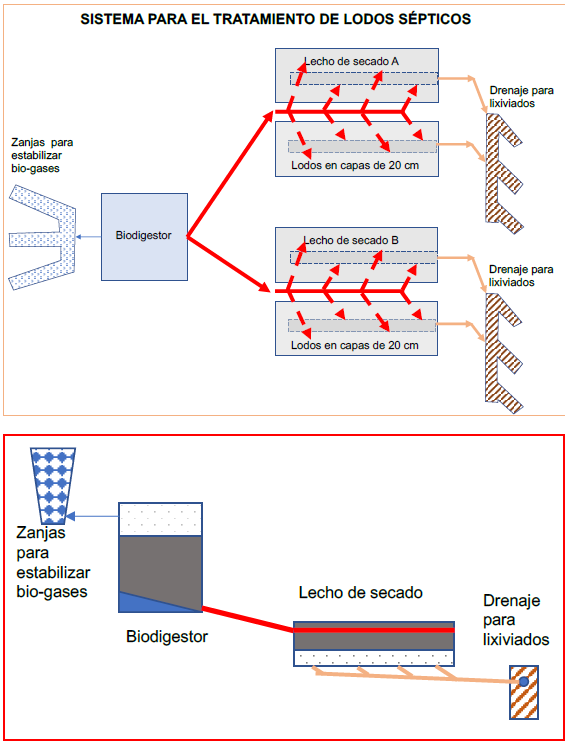 SISTEMA PARA EL TRATAMIENTO DE LODOS SÉPTICOS
Lecho de secado A
Drenaje para
lixiviados
Zanjas para
estabilizar
bio-gases
Lodos en capas de 20 cm
Biodigestor
Lecho de secado B
Drenaje para
lixiviados
Lodos en capas de 20 cm
Zanjas
para
estabilizar
bio-gases
Biodigestor
Lecho de secado
Drenaje
para
lixiviados